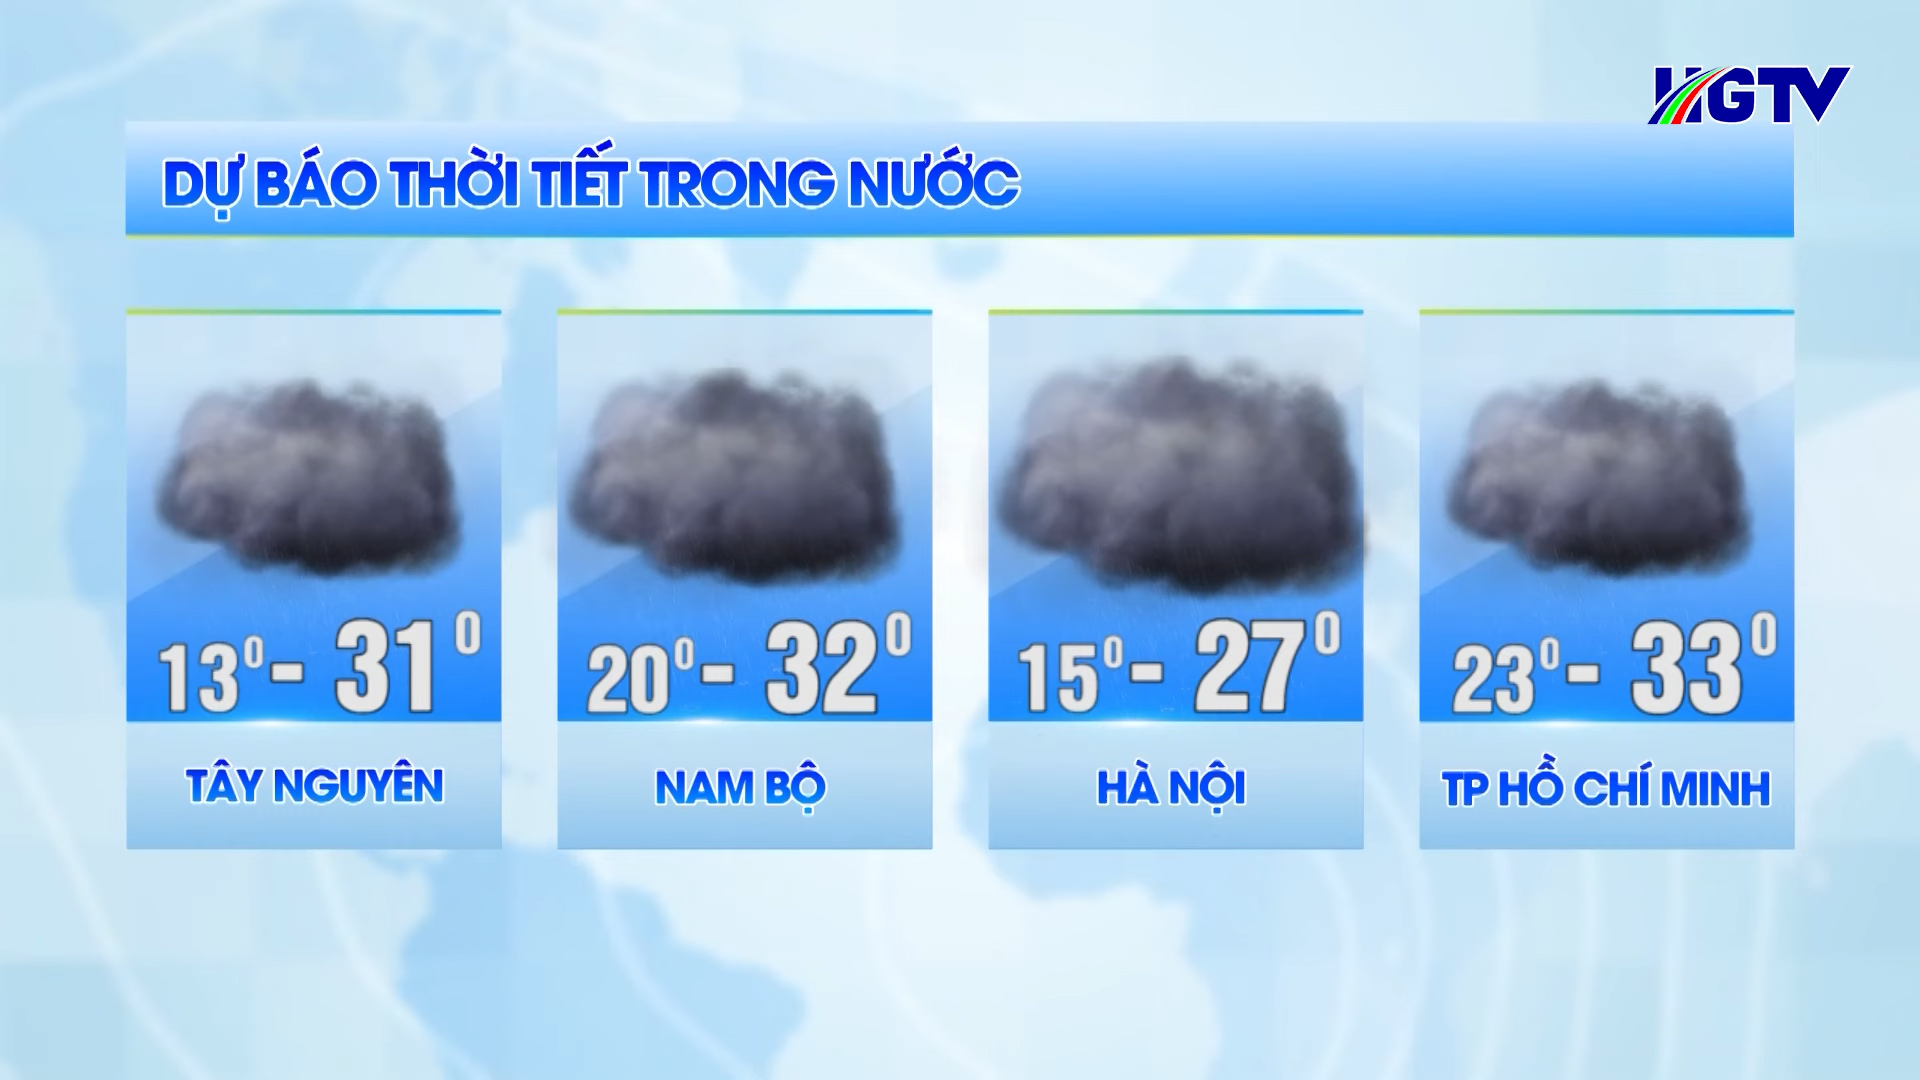 HGTV
DỰ BÁO THỜI TIẾT TRONG NƯỚC
13⁰- 31⁰
TÂY NGUYÊN
20⁰- 32⁰
NAM BỘ
15⁰- 27⁰
HÀ NỘI
23⁰- 33⁰
TP HỒ CHÍ MINH